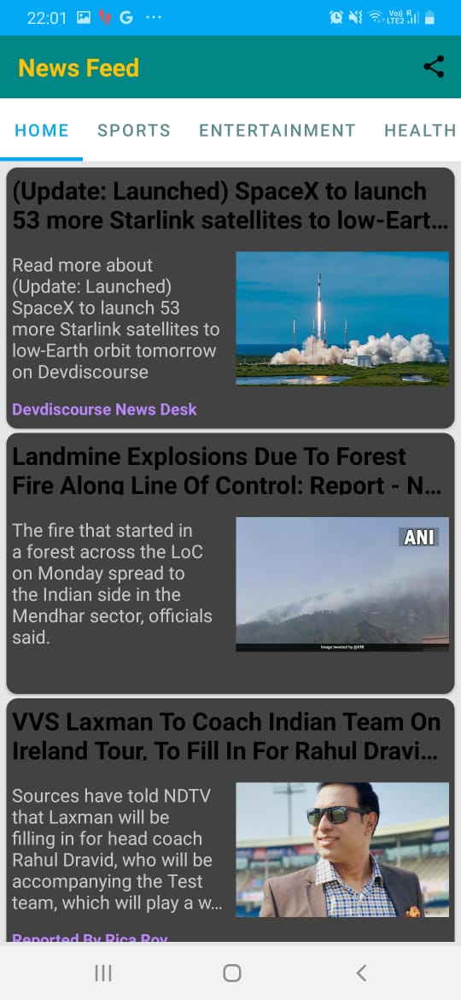 22:01
Vo)) R
LTE2
News Feed
HOME SPORTS ENTERTAINMENT HEALTH
(Update: Launched) SpaceX to launch
53 more Starlink satellites to low-Eart...
Read more about
(Update: Launched)
SpaceX to launch 53
more Starlink satellites to
low-Earth orbit tomorrow
on Devdiscourse
Devdiscourse News Desk
Landmine Explosions Due To Forest
Fire Along Line Of Control: Report - N...
The fire that started in
a forest across the LoC
on Monday spread to
the Indian side in the
Mendhar sector, officials
said.
ANI
Image tweeted by @ANI
VVS Laxman To Coach Indian Team On
Ireland Tour, To Fill In For Rahul Dravi...
Sources have told NDTV
that Laxman will be
filling in for head coach
Rahul Dravid, who will be
accompanying the Test
team, which will play a w...
Reported By Rica Roy